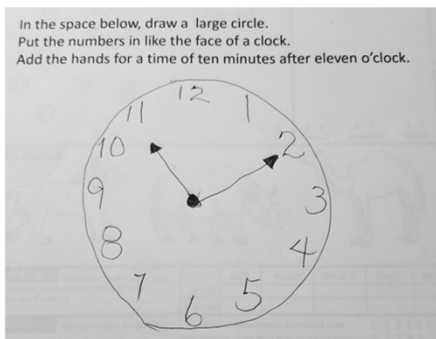 In the space below, draw a large circle.
Put the numbers in like the face of a clock.
Add the hands for a time of ten minutes after eleven o'clock.
12
11 1
10 2
9 3
8 4
7 5
6